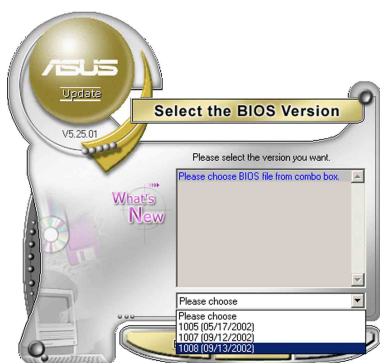 ASUS
Update
V5.25.01
Select the BIOS Version
Please select the version you want.
Please choose BIOS file from combo box.
What's
New
Please choose
Please choose
1005 (05/17/2002)
1007 (09/12/2002)
1008 (09/13/2002)